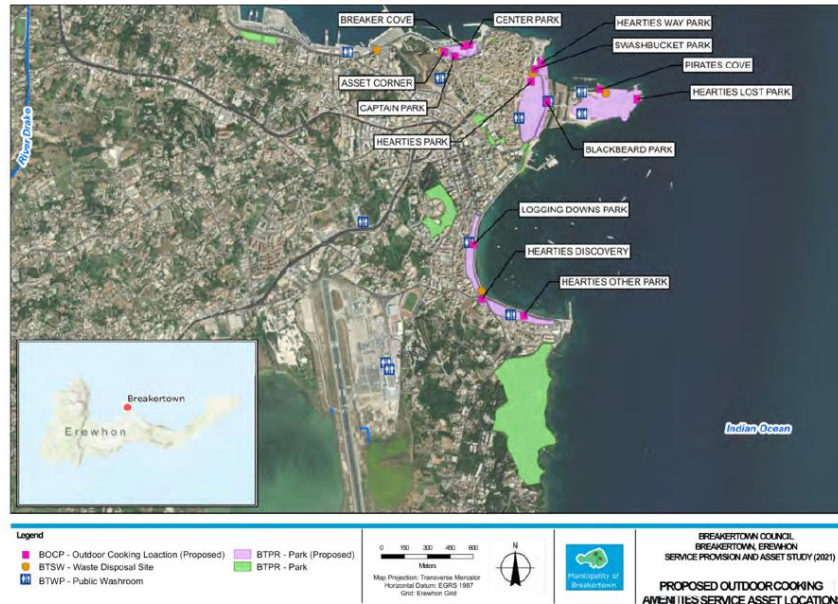 BREAKER COVE
CENTER PARK
HEARTIES WAY PARK
SWASHBUCKET PARK
PIRATES COVE
ASSET CORNER
HEARTIES LOST PARK
CAPTAIN PARK
HEARTIES PARK
BLACKBEARD PARK
River Drake
LOGGING DOWNS PARK
HEARTIES DISCOVERY
HEARTIES OTHER PARK
Breakertown
Erewhon
Indian Ocean
Legend
BOCP - Outdoor Cooking Loaction (Proposed)
BTSW - Waste Disposal Site
BTWP - Public Washroom
BTPR - Park (Proposed)
BTPR - Park
0 150 300 450 600
Meters
Map Projection: Transverse Mercator
Horizontal Datum: EGRS 1987
Grid: Erewhon Grid
N
Municipality of
Breakertown
BREAKERTOWN COUNCIL
BREAKERTOWN, EREWHON
SERVICE PROVISION AND ASSET STUDY (2021)
PROPOSED OUTDOOR COOKING
AMENITIES SERVICE ASSET LOCATIONS